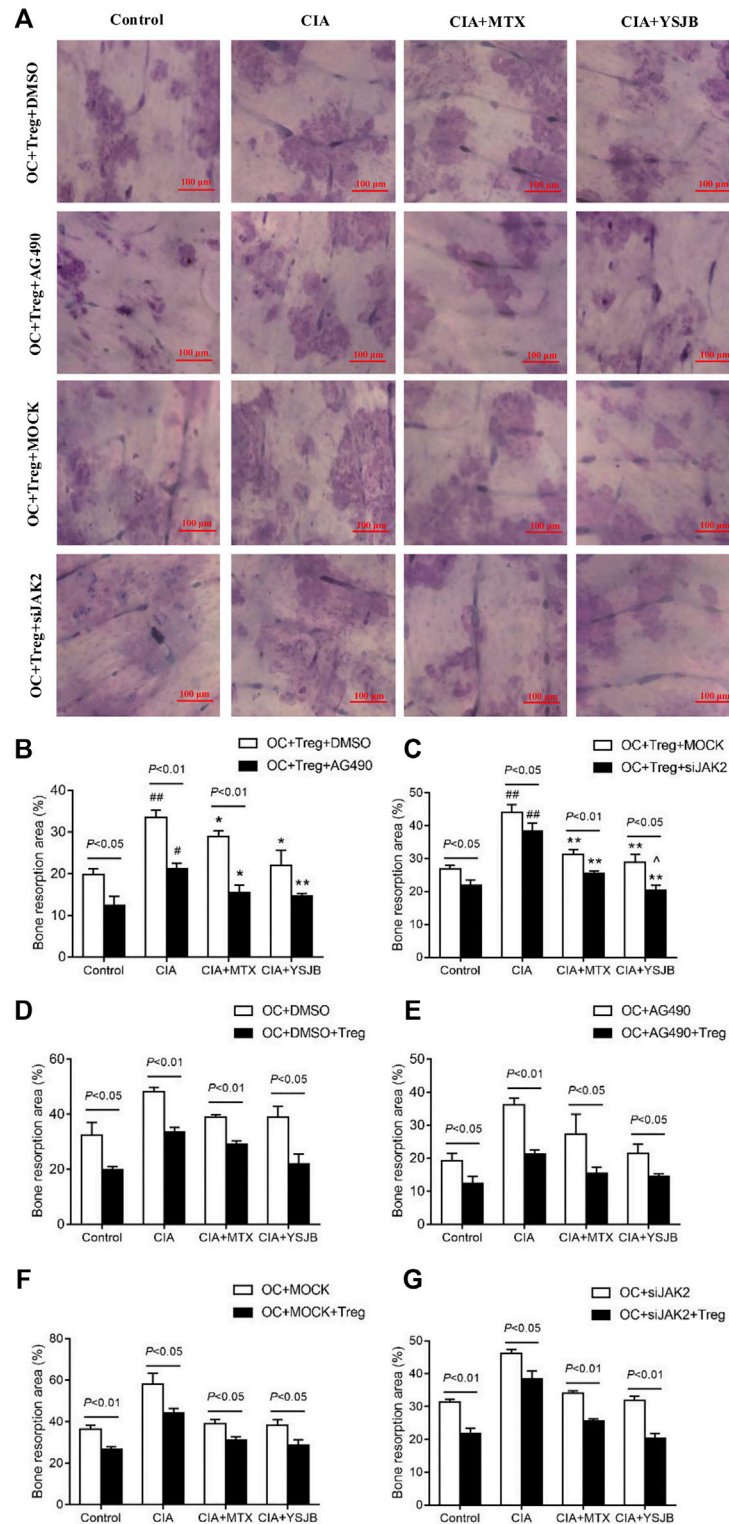 A
Control CIA CIA+MTX CIA+YSJB
OC+Treg+DMSO
100 µm 100 µm 100 µm 100 µm
OC+Treg+AG490
100 µm 100 µm 100 µm 100 µm
OC+Treg+MOCK
100 µm 100 µm 100 µm 100 µm
OC+Treg+siJAK2
100 µm 100 µm 100 µm 100 µm
B
OC+Treg+DMSO
OC+Treg+AG490
Bone resorption area (%)
40
30
20
10
0
P<0.05 P<0.01 P<0.01
## # * * * **
Control CIA CIA+MTX CIA+YSJB
C
OC+Treg+MOCK
OC+Treg+siJAK2
Bone resorption area (%)
50
40
30
20
10
0
P<0.05 P<0.05 P<0.01 P<0.05
## ## ** ** ** ^ **
Control CIA CIA+MTX CIA+YSJB
D
OC+DMSO
OC+DMSO+Treg
Bone resorption area (%)
60
40
20
0
P<0.05 P<0.01 P<0.01 P<0.05
Control CIA CIA+MTX CIA+YSJB
E
OC+AG490
OC+AG490+Treg
Bone resorption area (%)
50
40
30
20
10
0
P<0.05 P<0.01 P<0.05 P<0.05
Control CIA CIA+MTX CIA+YSJB
F
OC+MOCK
OC+MOCK+Treg
Bone resorption area (%)
80
60
40
20
0
P<0.01 P<0.05 P<0.05 P<0.05
Control CIA CIA+MTX CIA+YSJB
G
OC+siJAK2
OC+siJAK2+Treg
Bone resorption area (%)
50
40
30
20
10
0
P<0.01 P<0.05 P<0.01 P<0.01
Control CIA CIA+MTX CIA+YSJB